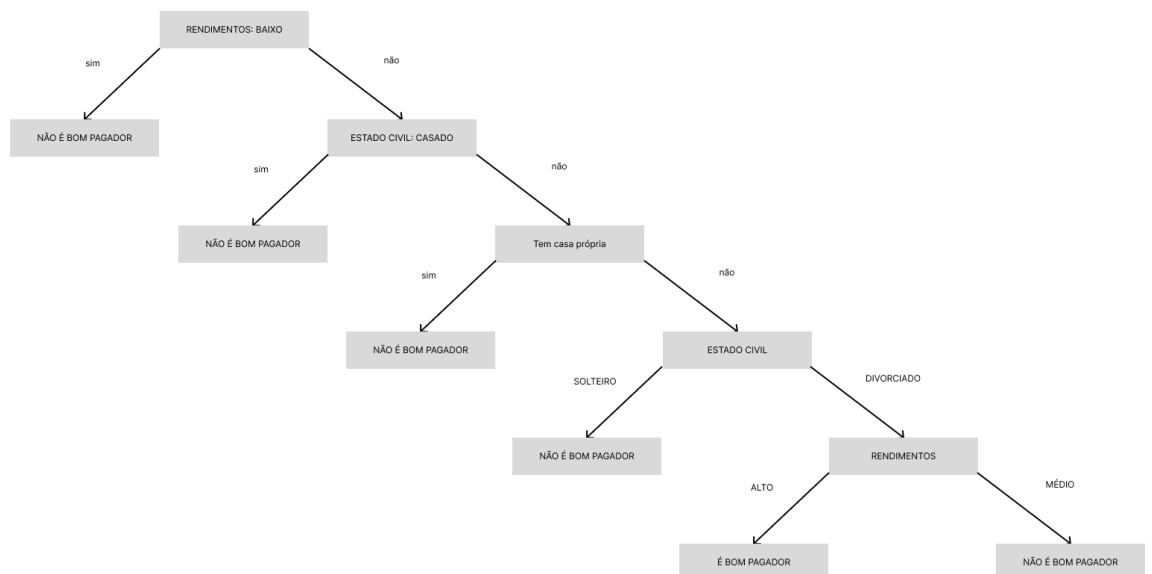 RENDIMENTOS: BAIXO
sim
não
NÃO É BOM PAGADOR
ESTADO CIVIL: CASADO
sim
não
NÃO É BOM PAGADOR
Tem casa própria
sim
não
NÃO É BOM PAGADOR
ESTADO CIVIL
SOLTEIRO
DIVORCIADO
NÃO É BOM PAGADOR
RENDIMENTOS
ALTO
MÉDIO
É BOM PAGADOR
NÃO É BOM PAGADOR